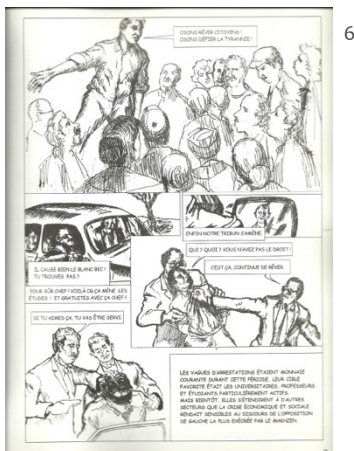 6
OSONS RÊVER CITOYENS !
OSONS DÉFIER LA TYRANNIE !
IL CAUSE BIEN LE BLANC BEC !
TU TROUVES PAS ?
POUR SÛR CHEF ! VOILÀ OÙ ÇA MÈNE LES
ÉTUDES ! ET GRATUITES AVEC ÇA CHEF !
ENFIN NOTRE TRIBUN S'AMÈNE.
QUI ? QUOI ? VOUS N'AVEZ PAS LE DROIT !
C'EST ÇA, CONTINUE DE RÊVER.
SI TU AIMES ÇA, TU VAS ÊTRE SERVI.
LES VAGUES D'ARRESTATIONS ÉTAIENT MONNAIE
COURANTE DURANT CETTE PÉRIODE. LEUR CIBLE
FAVORITE ÉTAIT LES UNIVERSITAIRES, PROFESSEURS
ET ÉTUDIANTS PARTICULIÈREMENT ACTIFS.
MAIS BIENTÔT, ELLES S'ÉTENDIRENT À D'AUTRES
SECTEURS QUE LA CRISE ÉCONOMIQUE ET SOCIALE
RENDAIT SENSIBLES AU DISCOURS DE L'OPPOSITION
DE GAUCHE LA PLUS EXÉCRÉE PAR LE MAKHZEN.